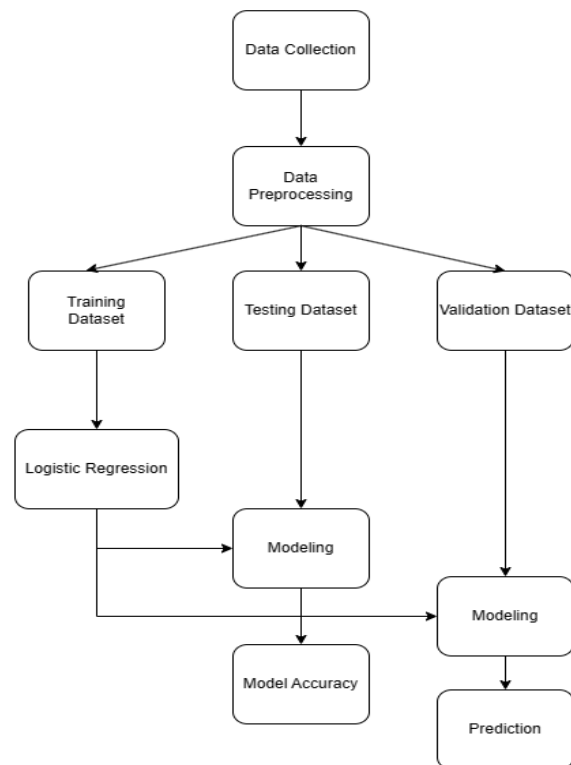 Data Collection
Data
Preprocessing
Training
Dataset
Testing Dataset
Validation Dataset
Logistic Regression
Modeling
Modeling
Model Accuracy
Prediction